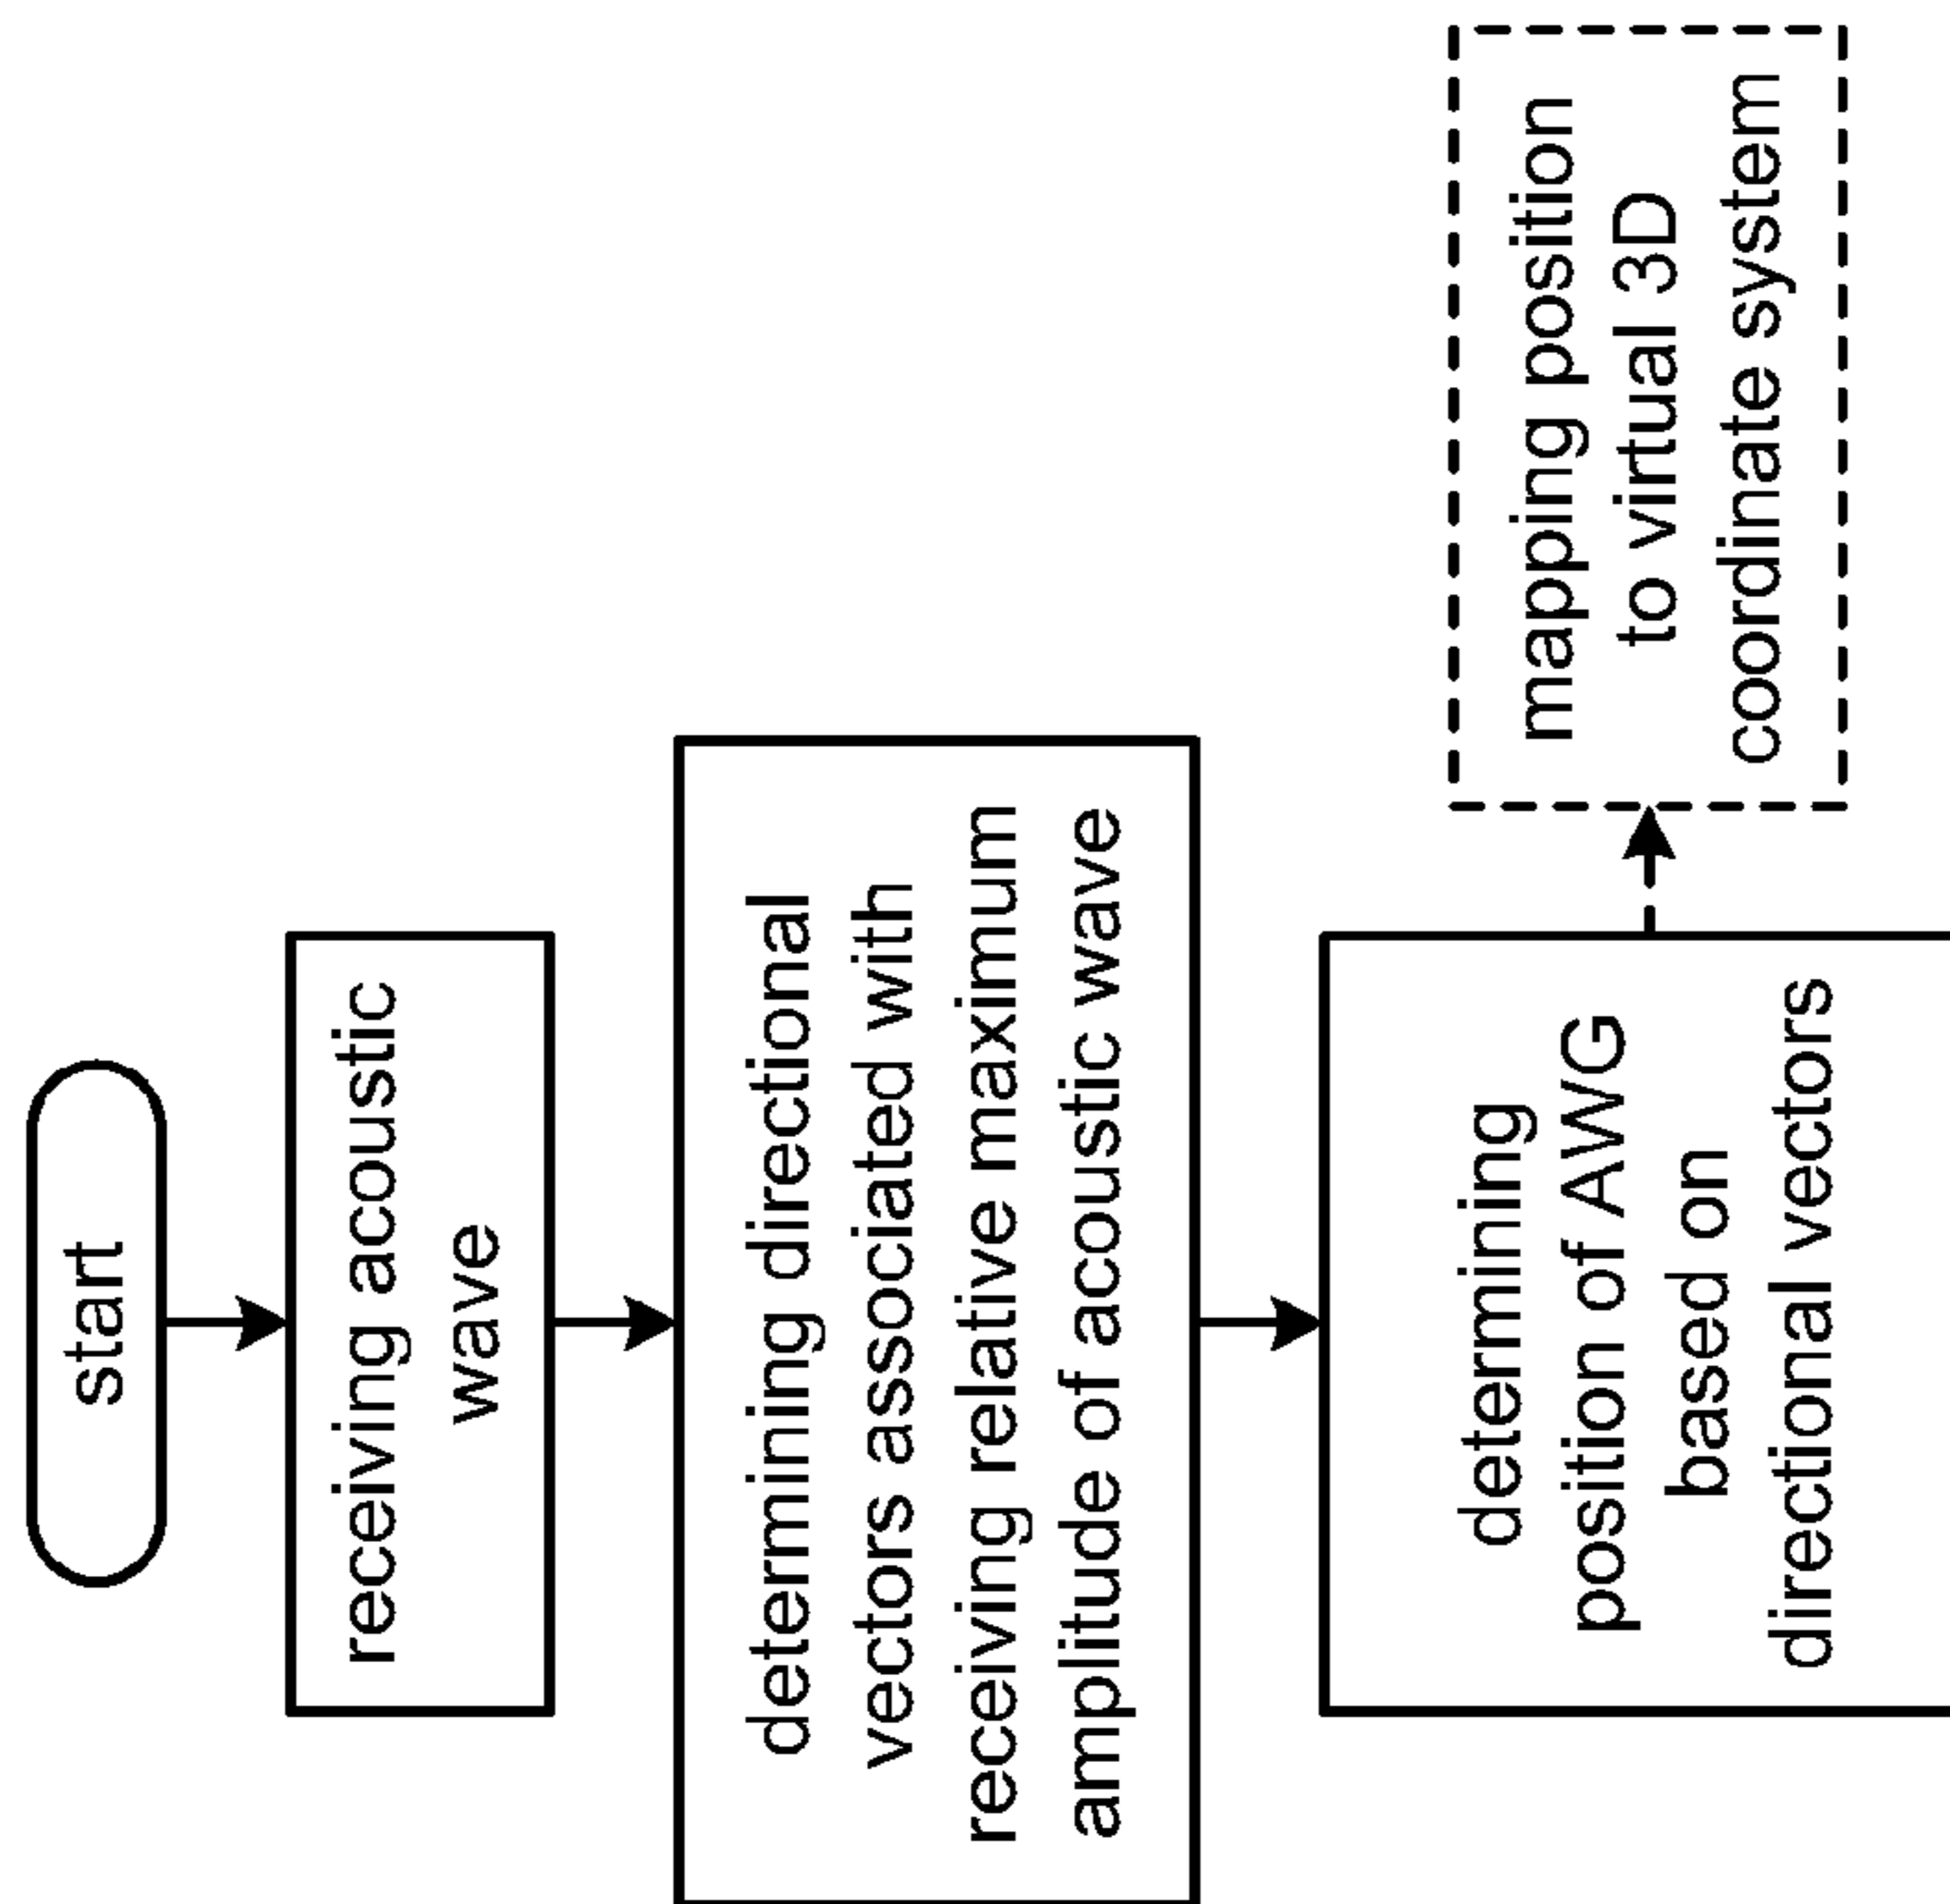 start
receiving acoustic
wave
determining directional
vectors associated with
receiving relative maximum
amplitude of acoustic wave
determining
position of AWG
based on
directional vectors
mapping position
to virtual 3D
coordinate system